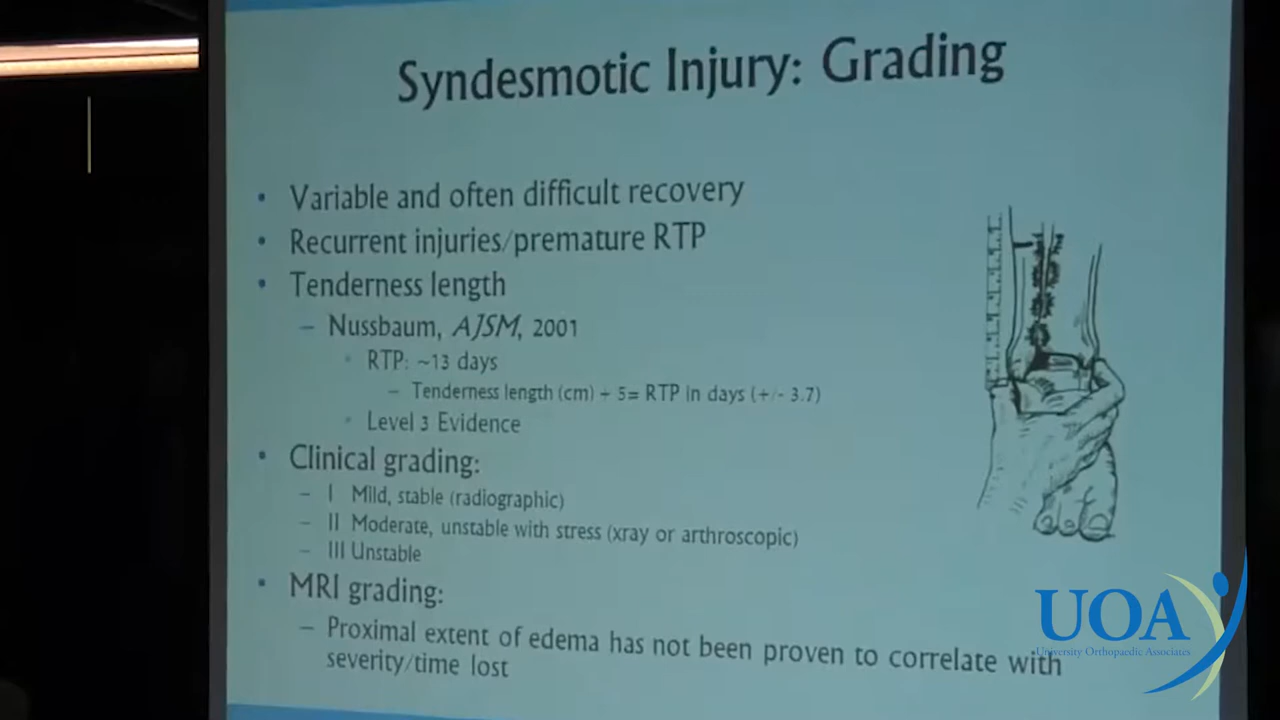 Syndesmotic Injury: Grading
• Variable and often difficult recovery
• Recurrent injuries/premature RTP
• Tenderness length
– Nussbaum, AJSM, 2001
• RTP: ~13 days
– Tenderness length (cm) + 5= RTP in days (+/- 3.7)
• Level 3 Evidence
• Clinical grading:
– I Mild, stable (radiographic)
– II Moderate, unstable with stress (xray or arthroscopic)
– III Unstable
• MRI grading:
– Proximal extent of edema has not been proven to correlate with
severity/time lost
UOA
University Orthopaedic Associates